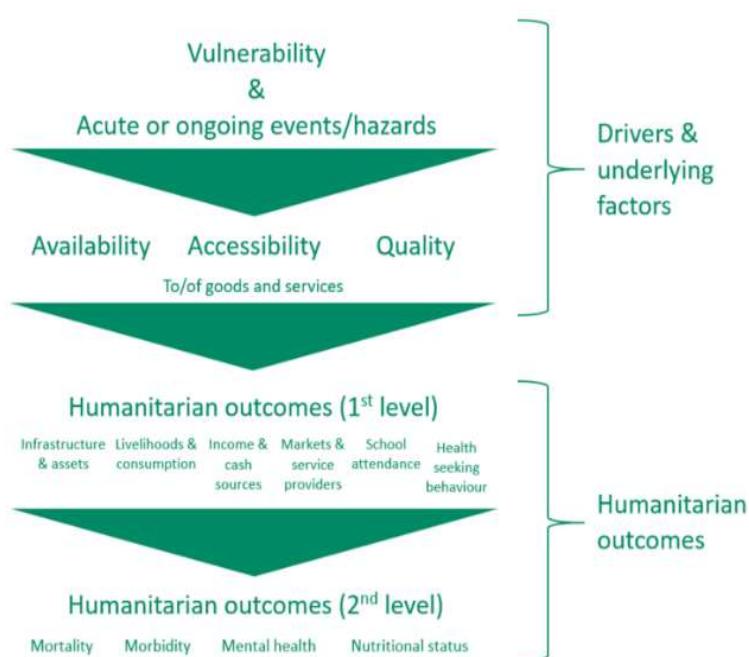 Vulnerability
&
Acute or ongoing events/hazards
Drivers &
underlying
factors
Availability Accessibility Quality
To/of goods and services
Humanitarian outcomes (1st level)
Infrastructure
& assets
Livelihoods &
consumption
Income &
cash
sources
Markets &
service
providers
School
attendance
Health
seeking
behaviour
Humanitarian
outcomes
Humanitarian outcomes (2nd level)
Mortality Morbidity Mental health Nutritional status